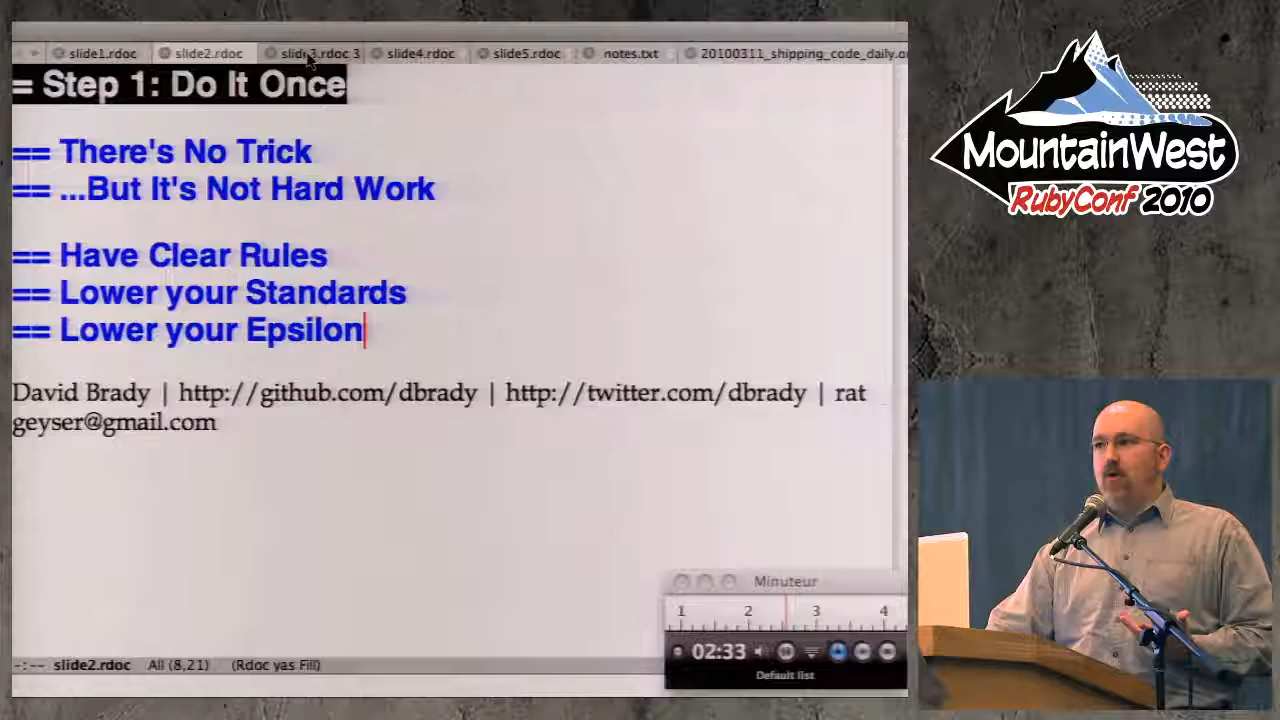 slide1.rdoc slide2.rdoc slide3.rdoc 3 slide4.rdoc slide5.rdoc notes.txt 20100311_shipping_code_daily.o
= Step 1: Do It Once
== There's No Trick
== ...But It's Not Hard Work
== Have Clear Rules
== Lower your Standards
== Lower your Epsilon
David Brady | http://github.com/dbrady | http://twitter.com/dbrady | rat
geyser@gmail.com
Minuteur
1 2 3 4
02:33
Default list
-:-- slide2.rdoc All (8,21) (Rdoc yas Fill)
MountainWest
RubyConf 2010